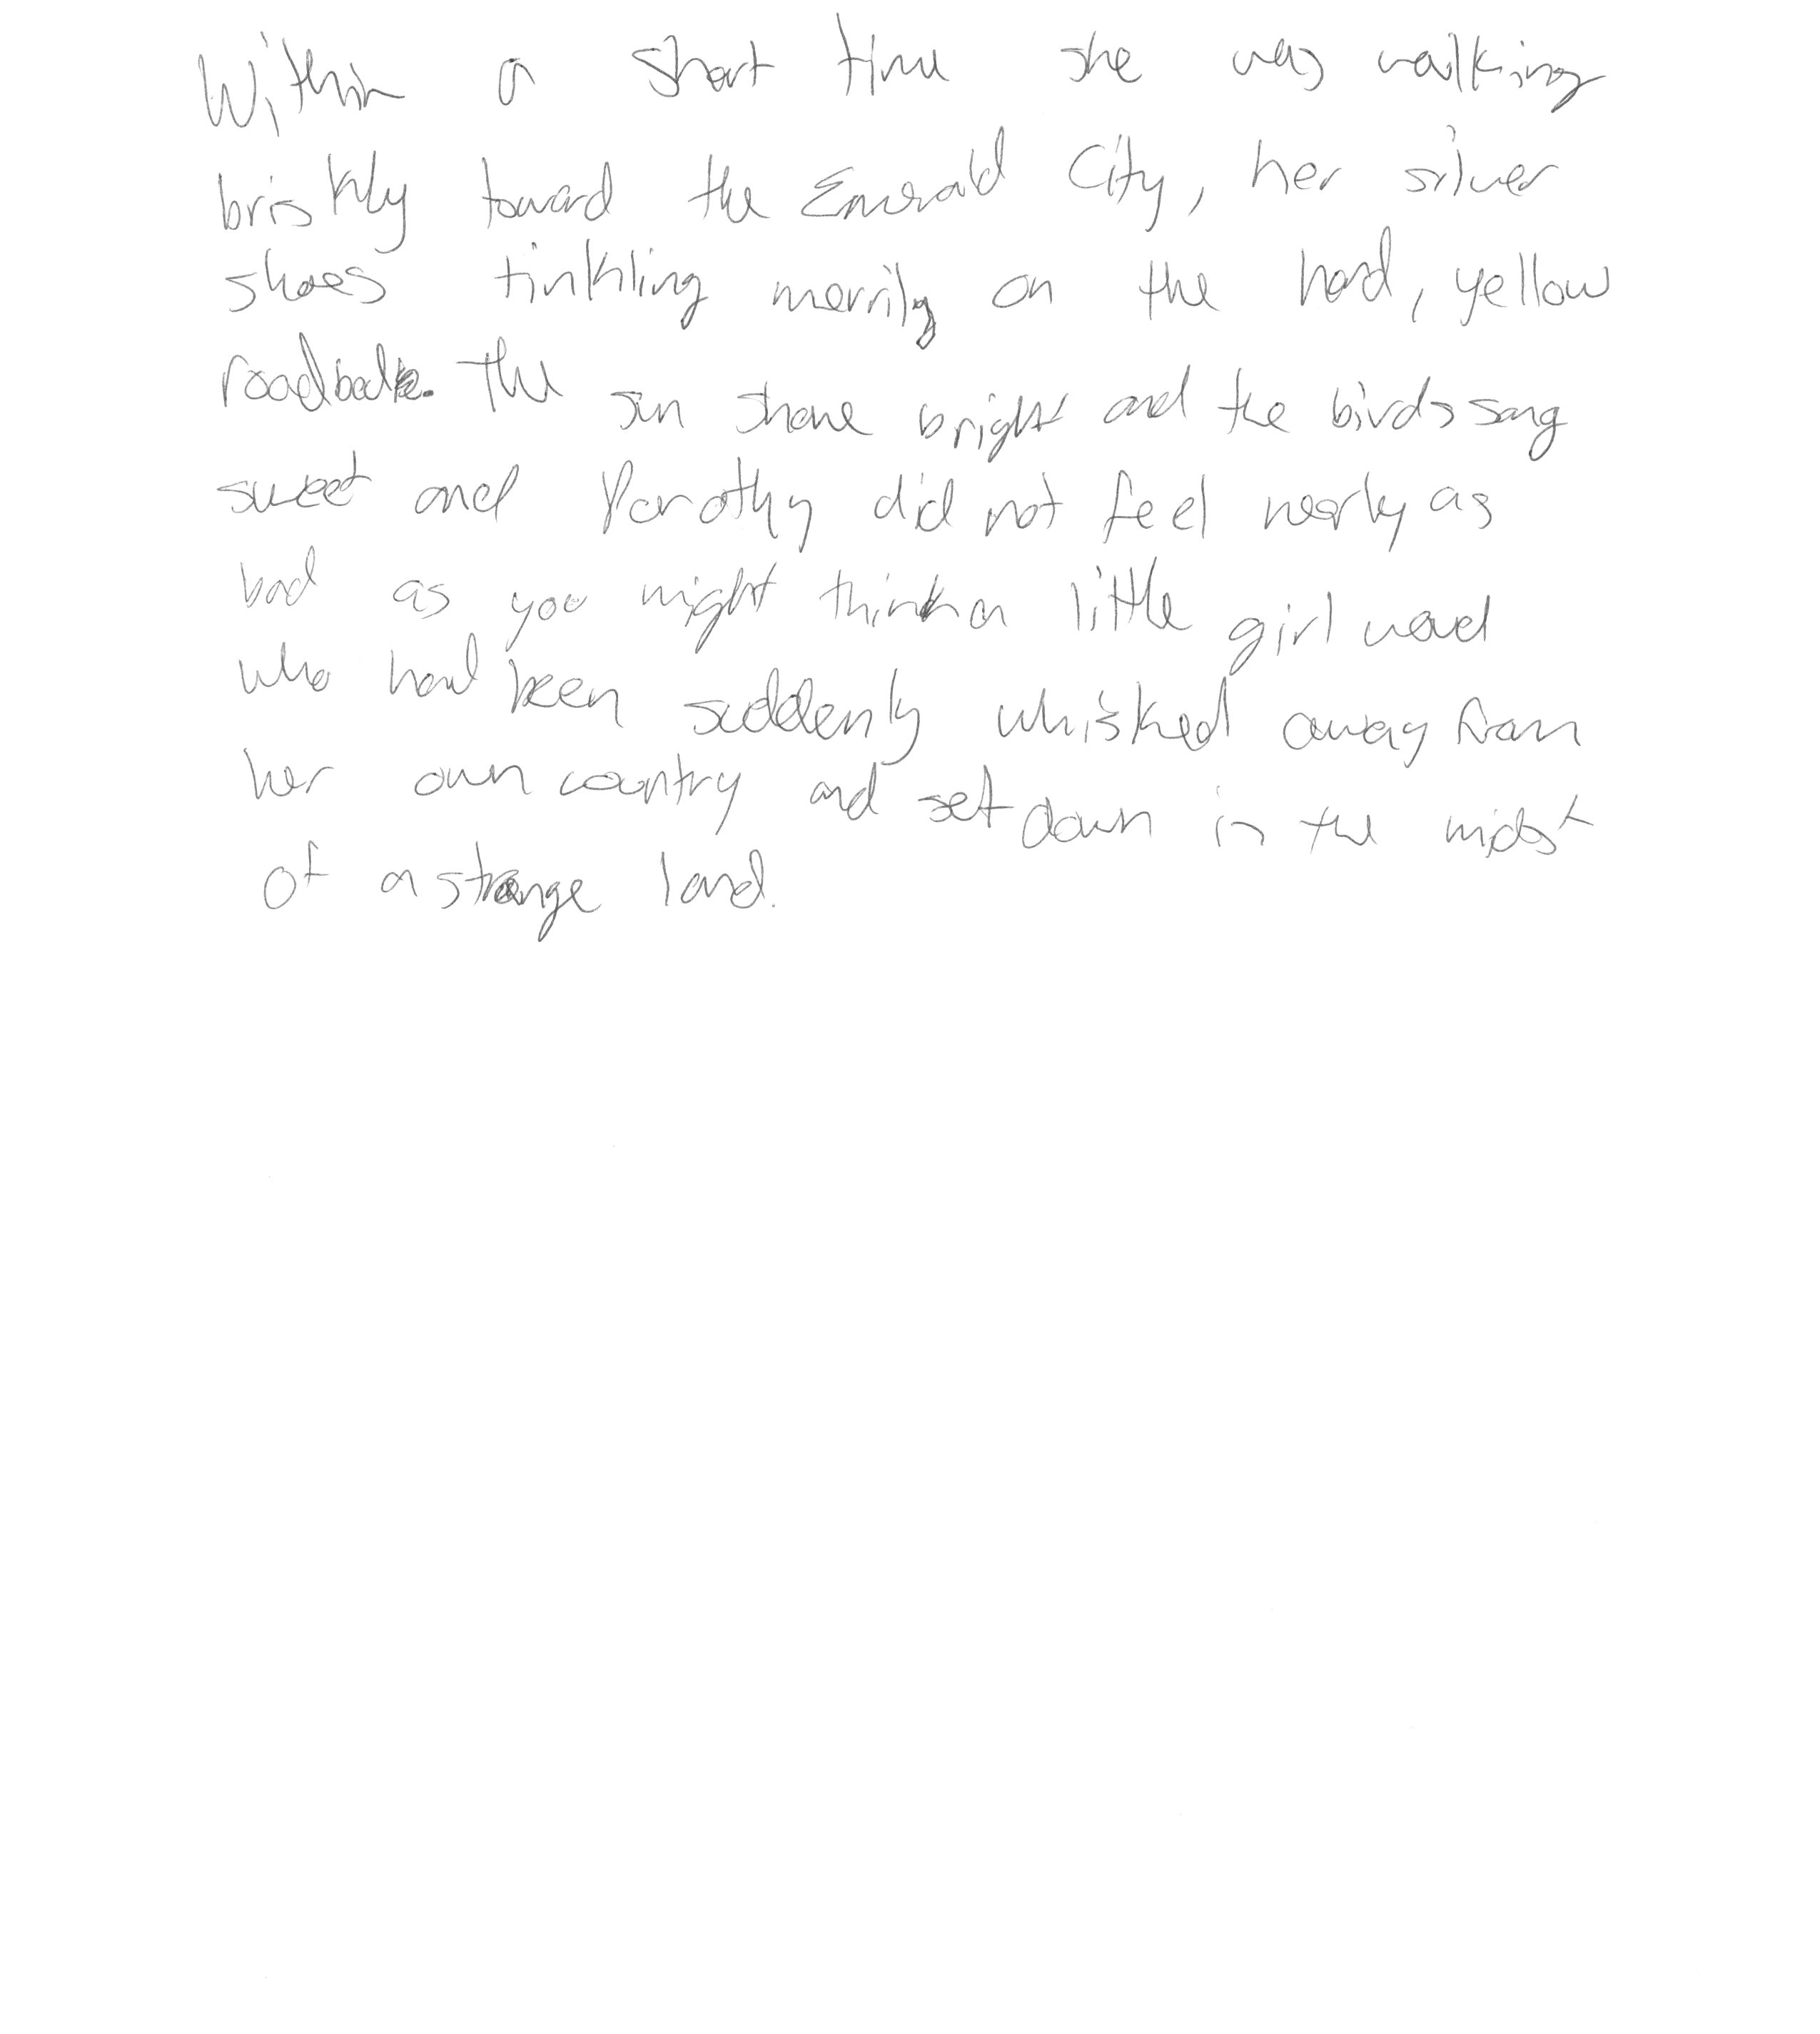 Within a short time she was walking
briskly toward the Emerald City, her silver
shoes tinkling merrily on the hard, yellow
The sun shone bright and the birds sang
sweet and Dorothy did not feel nearly as
bad as you might think a little girl
who had been suddenly whisked away from
her own country and set down in the midst
of a strange land.